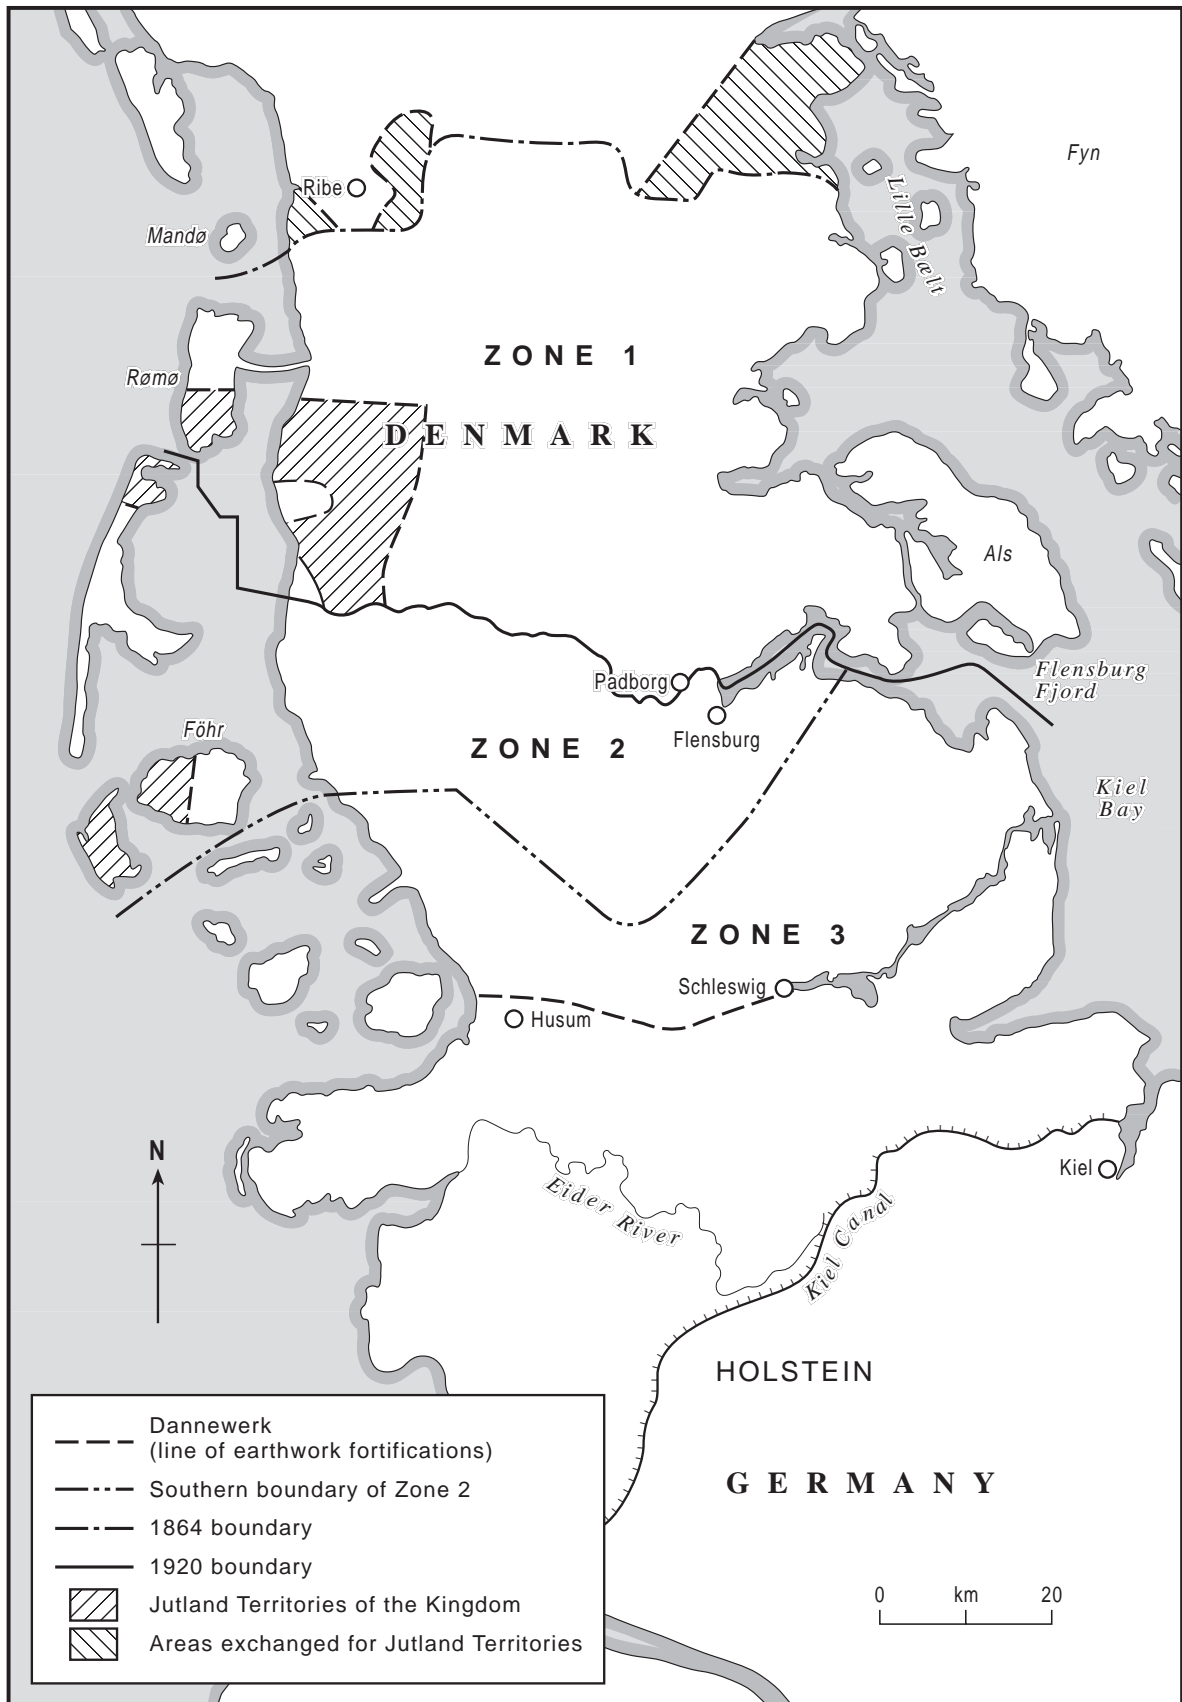 Fyn
Ribe
Lille Bælt
Mandø
ZONE 1
Rømø
DENMARK
Als
Flensburg
Fjord
Padborg
Föhr
Flensburg
ZONE 2
Kiel
Bay
ZONE 3
Schleswig
Husum
N
Kiel
Eider River
Kiel Canal
HOLSTEIN
GERMANY
Dannewerk
(line of earthwork fortifications)
Southern boundary of Zone 2
1864 boundary
1920 boundary
Jutland Territories of the Kingdom
Areas exchanged for Jutland Territories
0 km 20